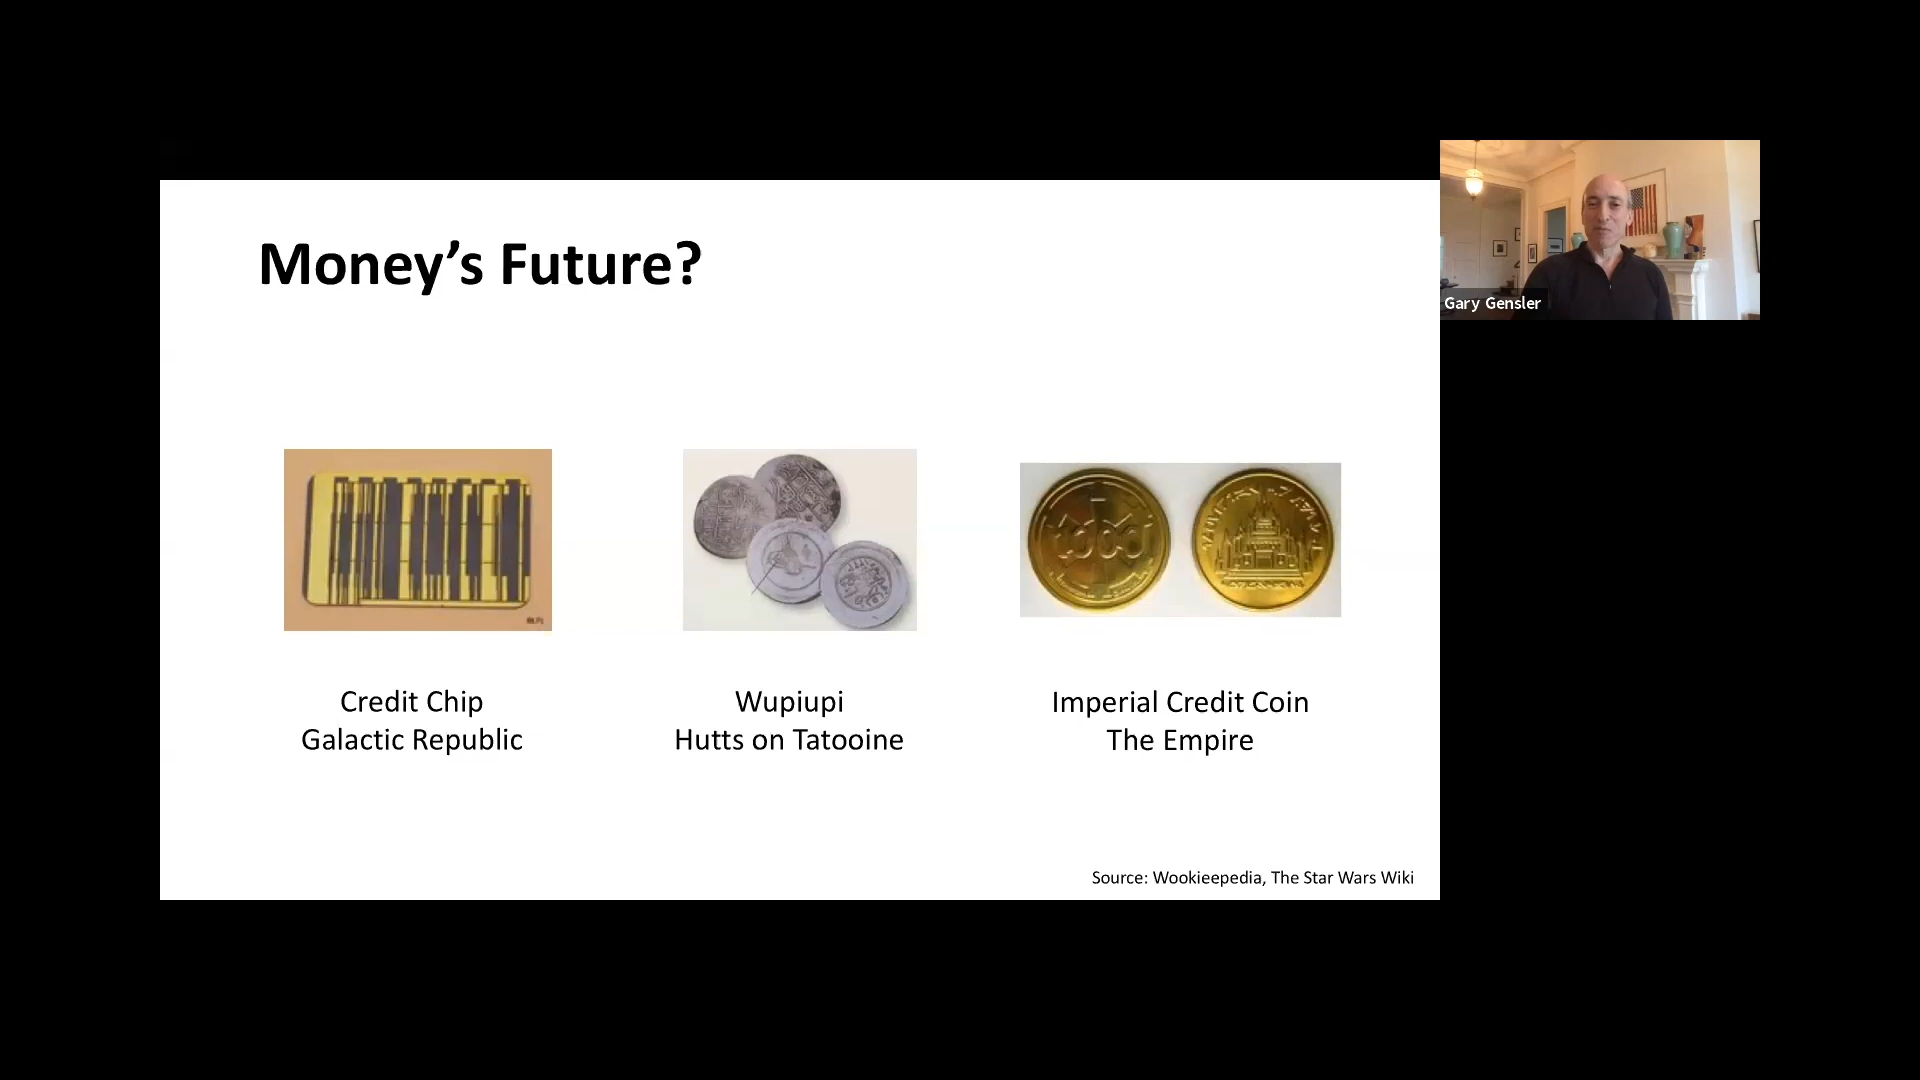 Money’s Future?
Gary Gensler
1000
Credit Chip
Galactic Republic
Wupiupi
Hutts on Tatooine
Imperial Credit Coin
The Empire
Source: Wookieepedia, The Star Wars Wiki